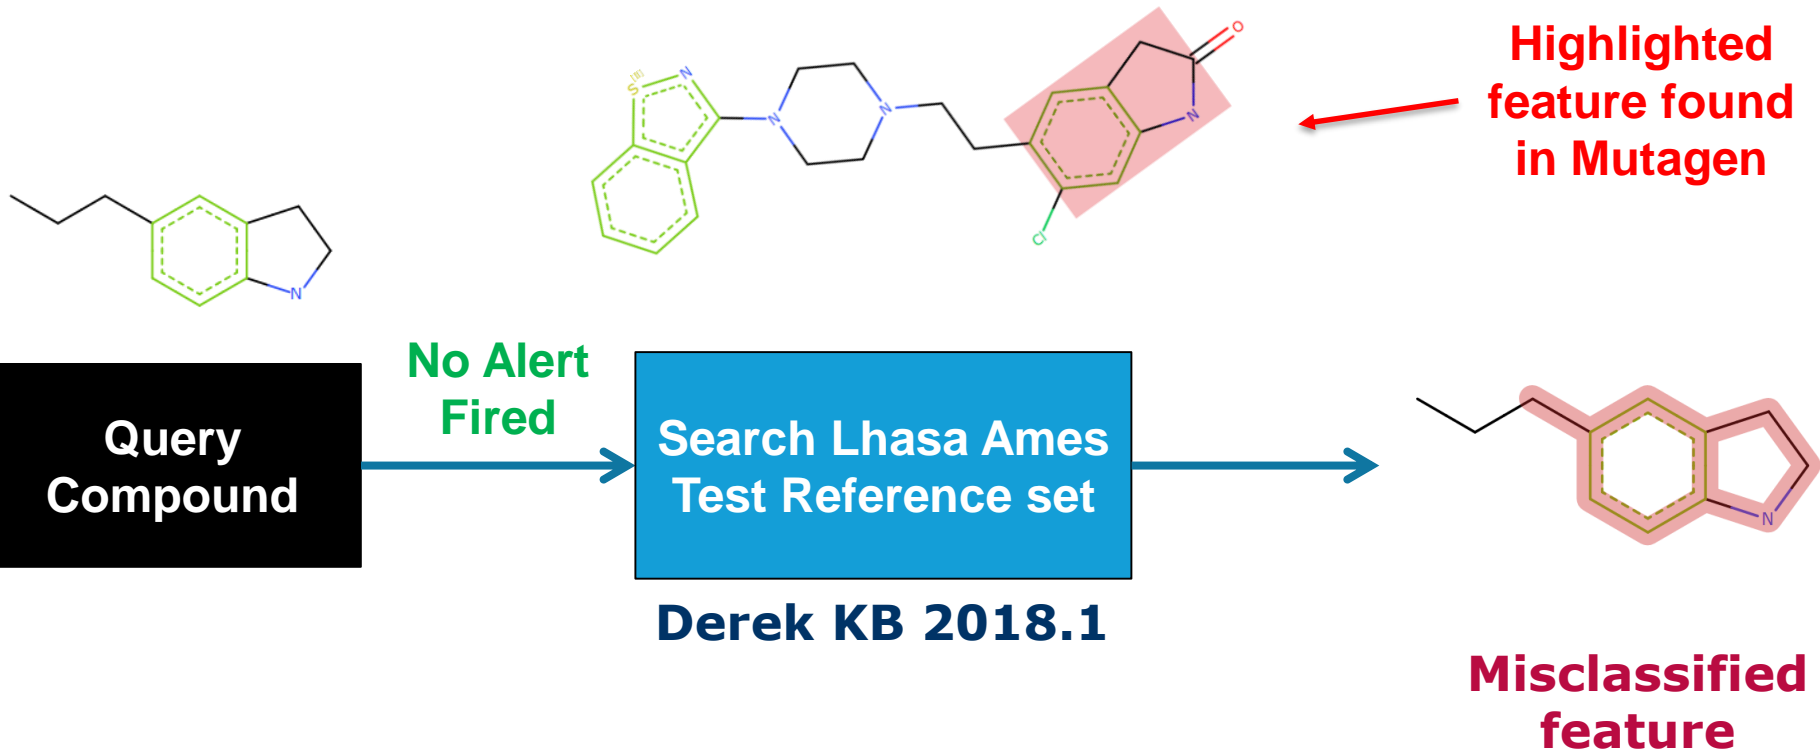 Highlighted
feature found
in Mutagen
O
N
S
N
N
N
Cl
N
No Alert
Fired
Query
Compound
Search Lhasa Ames
Test Reference set
N
Derek KB 2018.1
Misclassified
feature